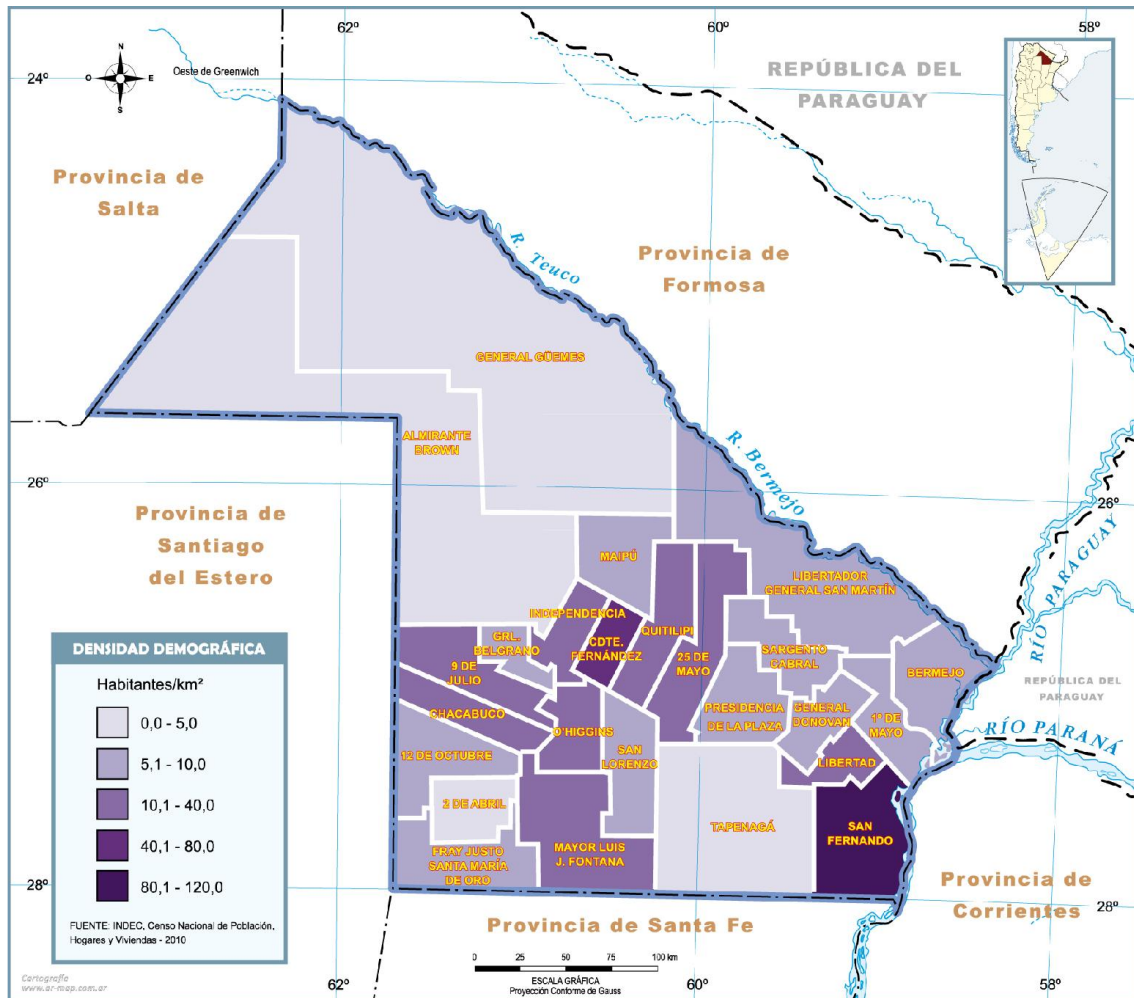 62º
60º
58º
N
O
E
S
Oeste de Greenwich
24º
REPÚBLICA DEL
PARAGUAY
Provincia de
Salta
R. Teuco
Provincia de
Formosa
GENERAL GÜEMES
ALMIRANTE
BROWN
R. Bermejo
26º
26º
Provincia de
Santiago
del Estero
MAIPÚ
LIBERTADOR
GENERAL SAN MARTÍN
RÍO PARAGUAY
INDEPENDENCIA
GRL.
BELGRANO
CDTE.
FERNÁNDEZ
QUITILIPI
25 DE
MAYO
SARGENTO
CABRAL
BERMEJO
9 DE
JULIO
REPÚBLICA DEL
PARAGUAY
CHACABUCO
PRESIDENCIA
DE LA PLAZA
GENERAL
DONOVAN
1º DE
MAYO
RÍO PARANÁ
O'HIGGINS
12 DE OCTUBRE
SAN
LORENZO
LIBERTAD
2 DE ABRIL
TAPENAGÁ
SAN
FERNANDO
FRAY JUSTO
SANTA MARÍA
DE ORO
MAYOR LUIS
J. FONTANA
28º
28º
Provincia de
Corrientes
Provincia de Santa Fe
DENSIDAD DEMOGRÁFICA
Habitantes/km²
0,0 - 5,0
5,1 - 10,0
10,1 - 40,0
40,1 - 80,0
80,1 - 120,0
FUENTE: INDEC, Censo Nacional de Población,
Hogares y Viviendas - 2010
0 25 50 75 100 km
ESCALA GRÁFICA
Proyección Conforme de Gauss
Cartografía
www.ar-map.com.ar
62º
60º
58º